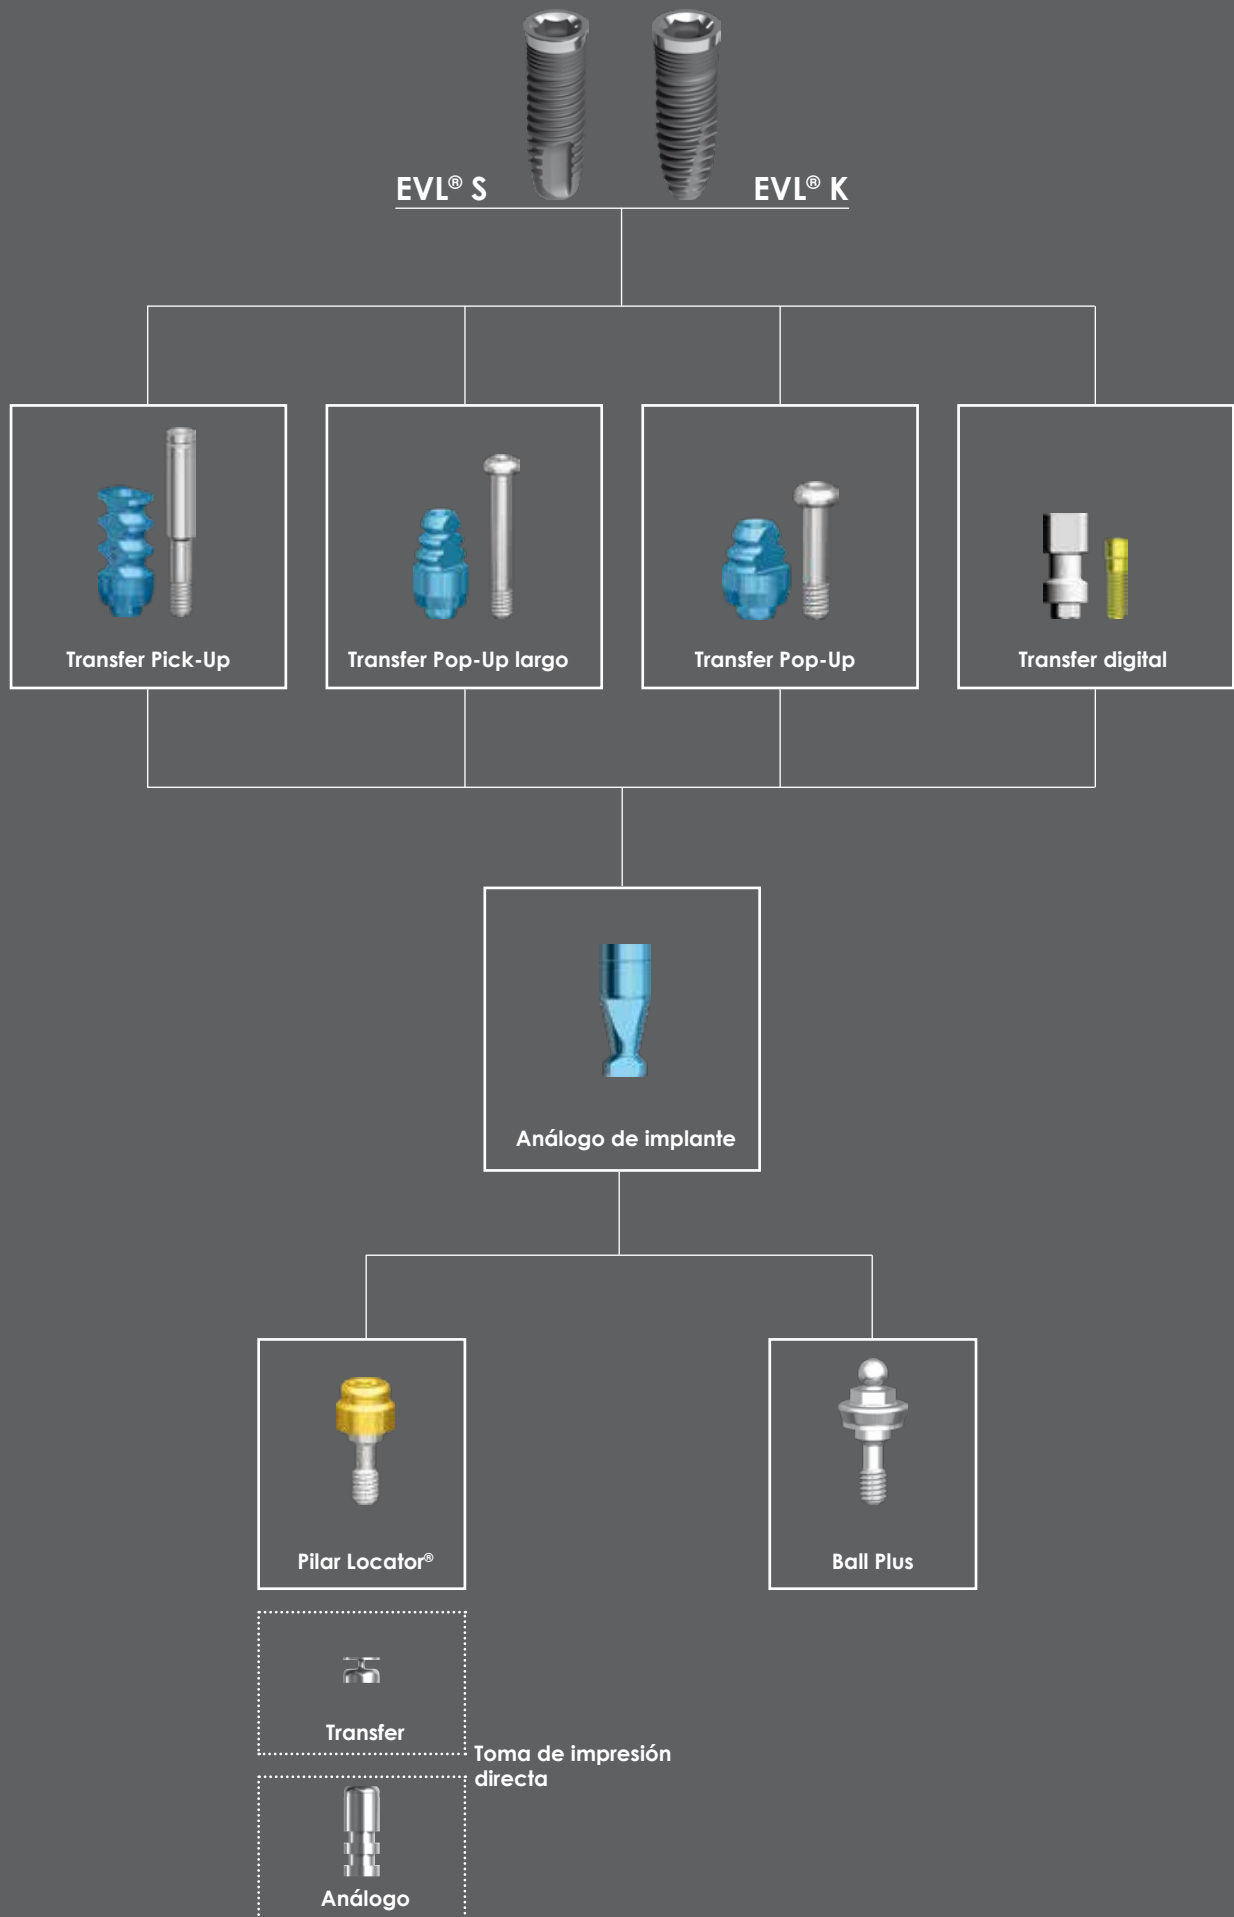 EVL® S
EVL® K
Transfer Pick-Up
Transfer Pop-Up largo
Transfer Pop-Up
Transfer digital
Análogo de implante
Pilar Locator®
Ball Plus
Transfer
Toma de impresión
directa
Análogo